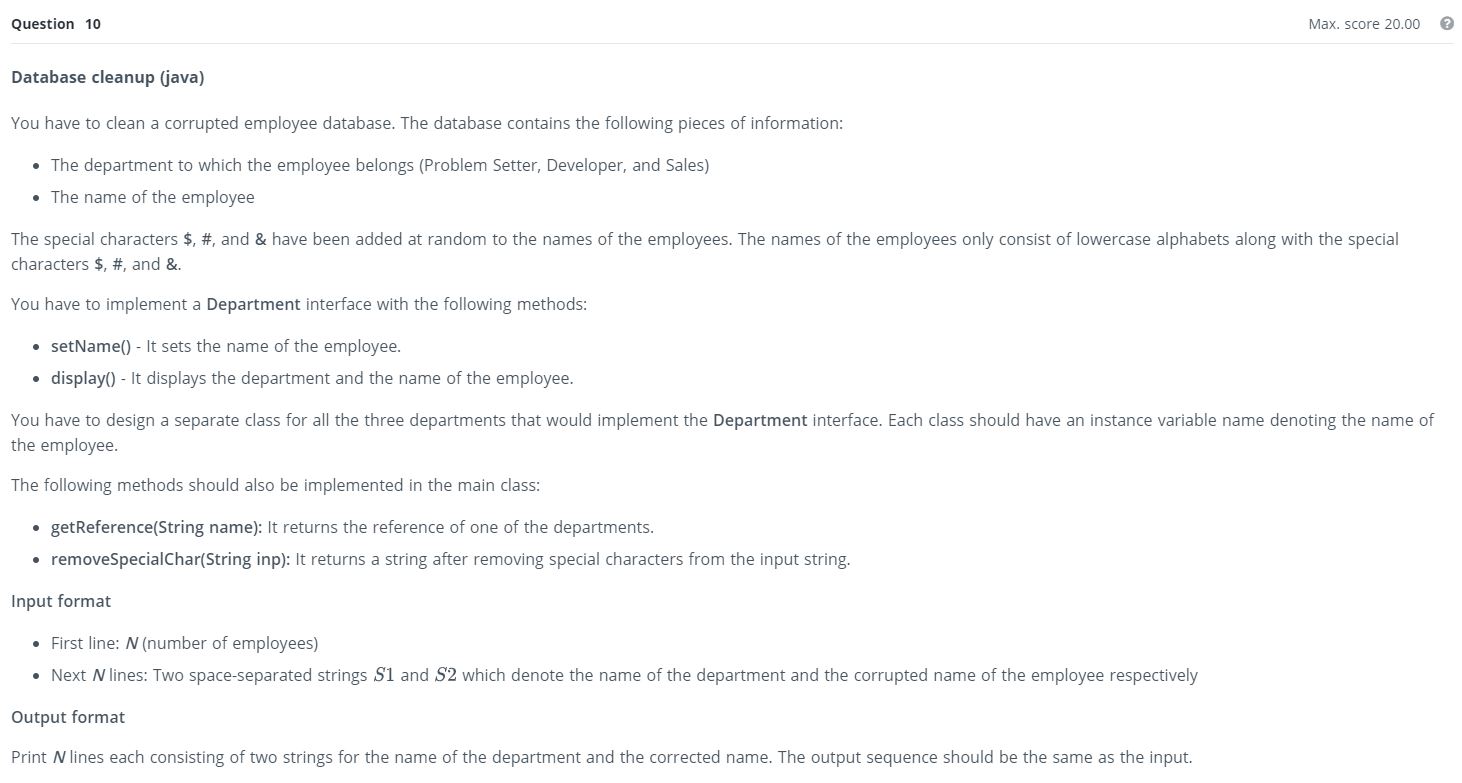 Question 10
Max. score 20.00
?
Database cleanup (java)
You have to clean a corrupted employee database. The database contains the following pieces of information:
• The department to which the employee belongs (Problem Setter, Developer, and Sales)
• The name of the employee
The special characters $, #, and & have been added at random to the names of the employees. The names of the employees only consist of lowercase alphabets along with the special
characters $, #, and &.
You have to implement a Department interface with the following methods:
• setName() - It sets the name of the employee.
• display() - It displays the department and the name of the employee.
You have to design a separate class for all the three departments that would implement the Department interface. Each class should have an instance variable name denoting the name of
the employee.
The following methods should also be implemented in the main class:
• getReference(String name): It returns the reference of one of the departments.
• removeSpecialChar(String inp): It returns a string after removing special characters from the input string.
Input format
• First line: N (number of employees)
• Next N lines: Two space-separated strings S1 and S2 which denote the name of the department and the corrupted name of the employee respectively
Output format
Print N lines each consisting of two strings for the name of the department and the corrected name. The output sequence should be the same as the input.